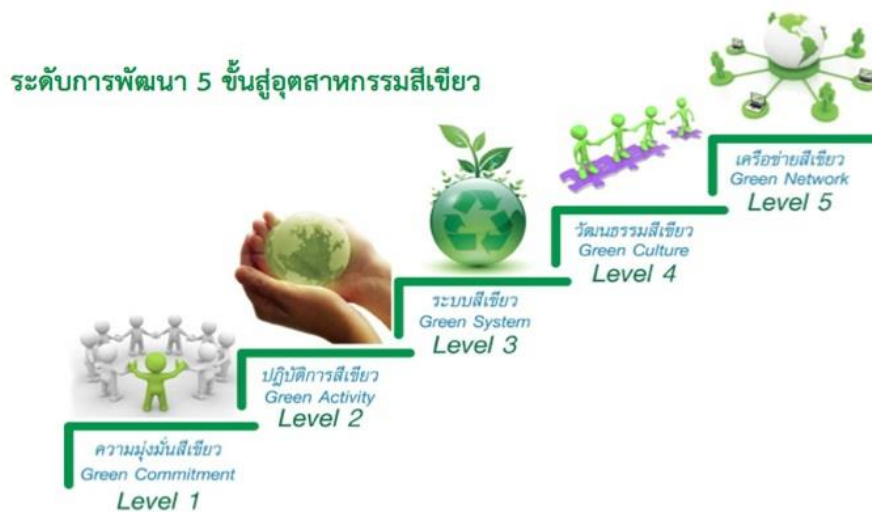 ระดับการพัฒนา 5 ขั้นสู่อุตสาหกรรมสีเขียว
เครือข่ายสีเขียว
Green Network
Level 5
วัฒนธรรมสีเขียว
Green Culture
Level 4
ระบบสีเขียว
Green System
Level 3
ปฏิบัติการสีเขียว
Green Activity
Level 2
ความมุ่งมั่นสีเขียว
Green Commitment
Level 1